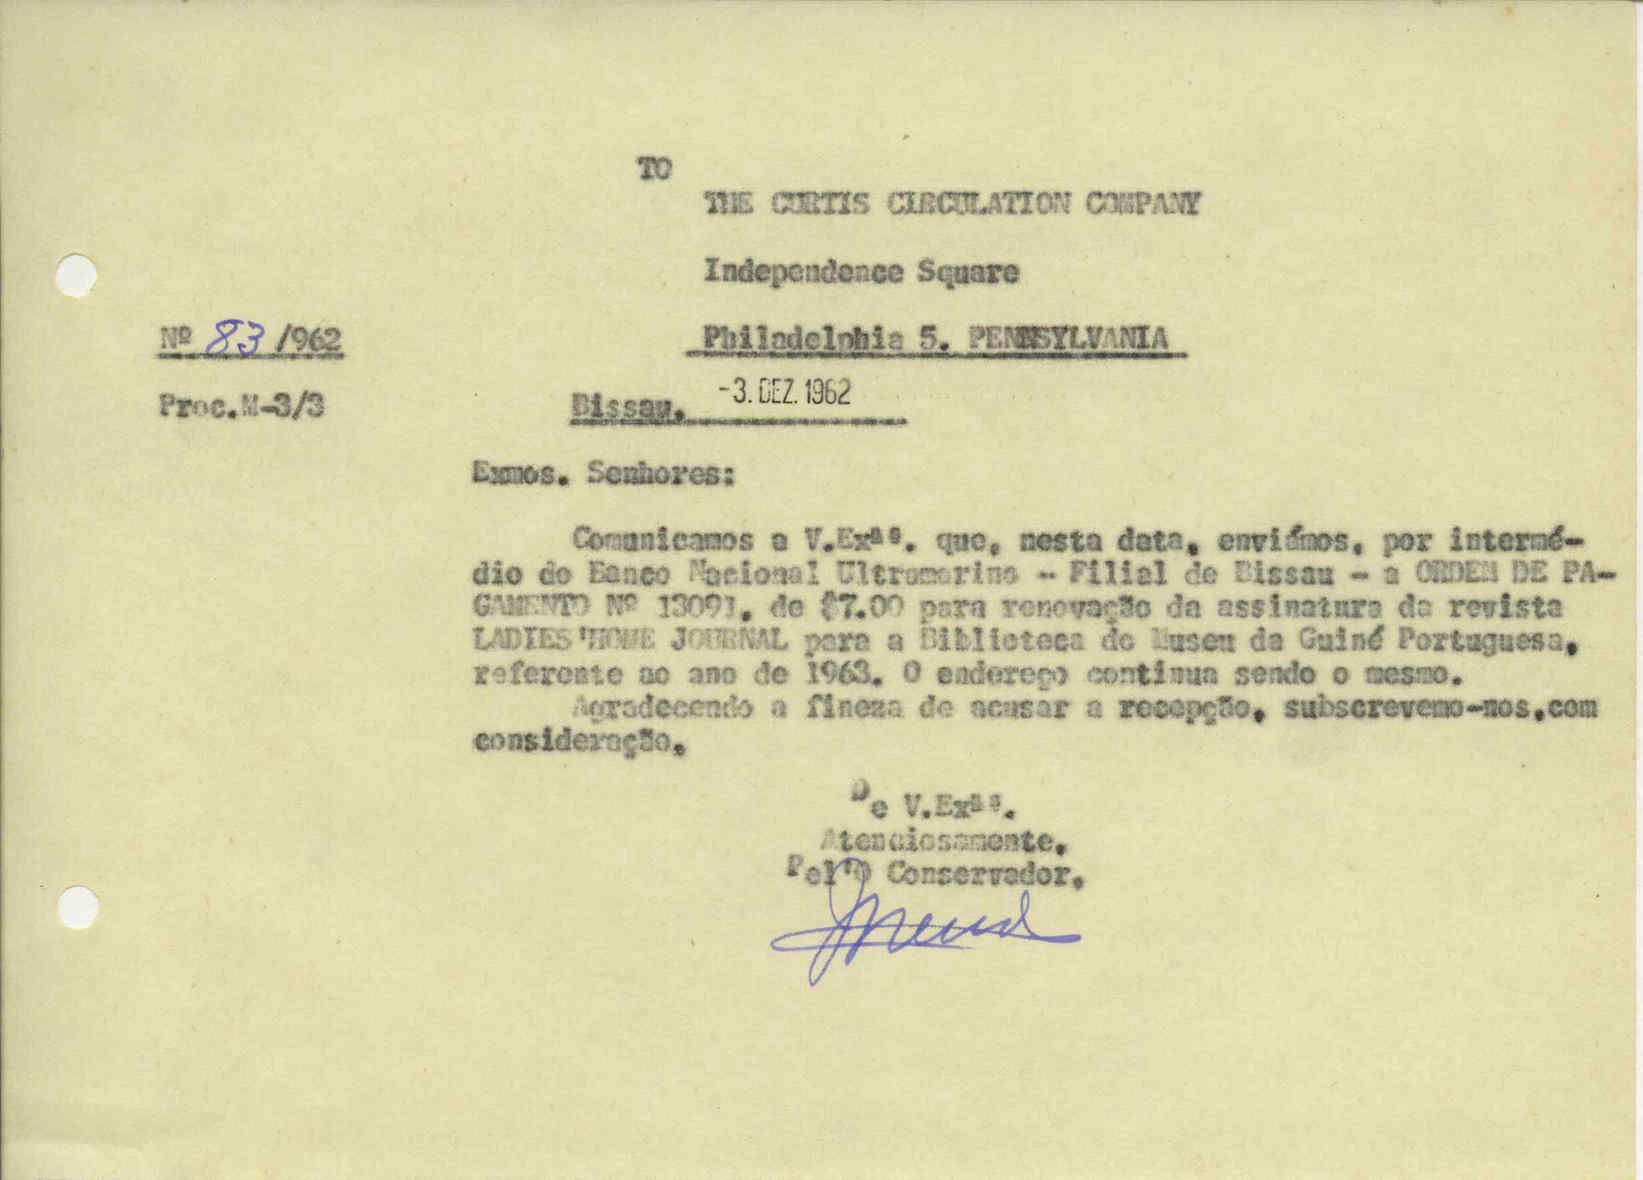 TO
THE CURTIS CIRCULATION COMPANY
Independence Square
Nº 83 /962
Philadelphia 5. PENNSYLVANIA
Proc.M-3/3
Bissau, -3. DEZ. 1962
Exmos. Senhores:
Comunicamos a V.Exªs. que, nesta data, enviámos, por intermé-
dio do Banco Nacional Ultramarino - Filial de Bissau - a ORDEM DE PA-
GAMENTO Nº 13091, de $7.00 para renovação da assinatura da revista
LADIES'HOME JOURNAL para a Biblioteca do Museu da Guiné Portuguesa,
referente ao ano de 1963. O endereço continua sendo o mesmo.
Agradecendo a fineza de acusar a recepção, subscrevemo-nos,com
consideração,
De V.Exªs.
Atenciosamente,
Pel'O Conservador,